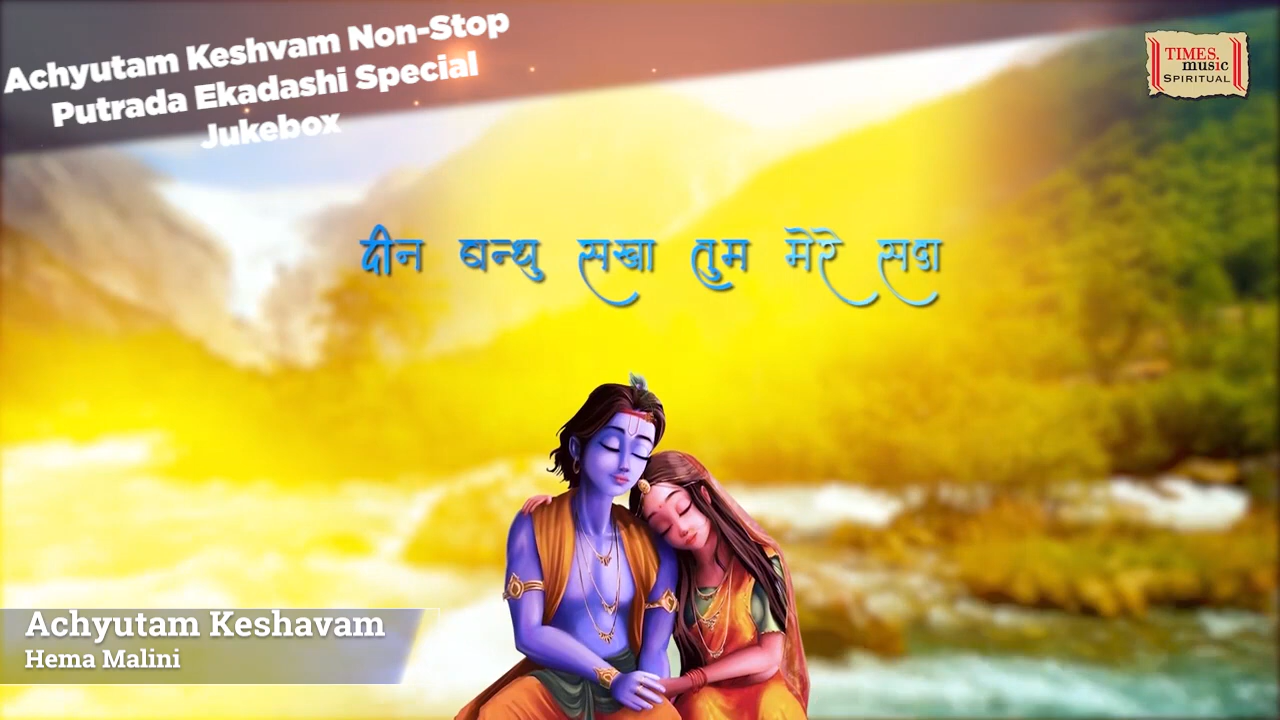 Achyutam Keshvam Non-Stop
Putrada Ekadashi Special
Jukebox
TIMES.
music
SPIRITUAL
दीन बन्धु सखा तुम मेरे सदा
Achyutam Keshavam
Hema Malini